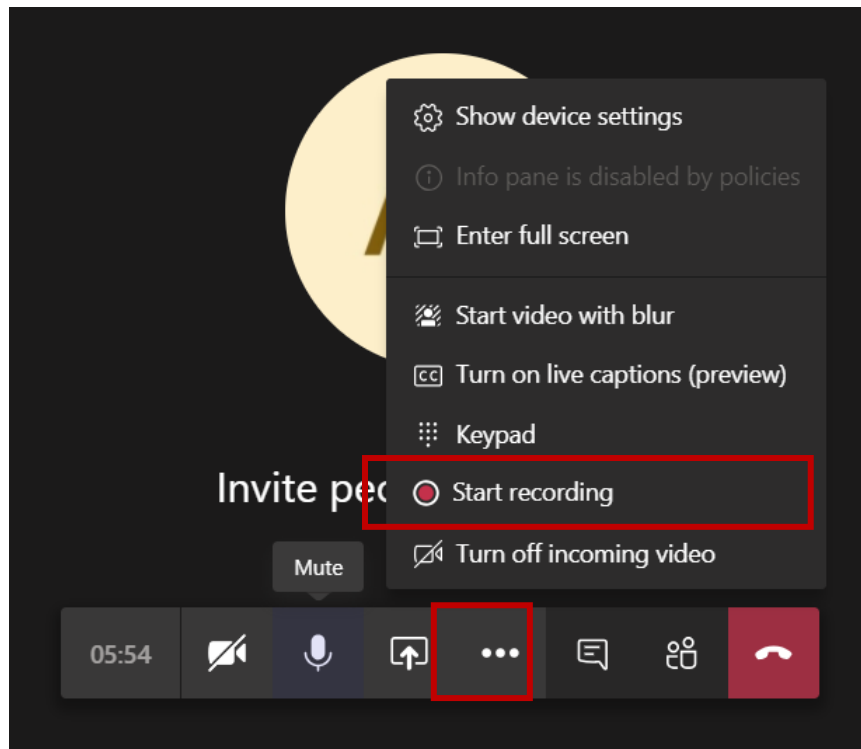 Show device settings
Info pane is disabled by policies
Enter full screen
Start video with blur
CC Turn on live captions (preview)
Keypad
Invite
Start recording
Turn off incoming video
Mute
05:54